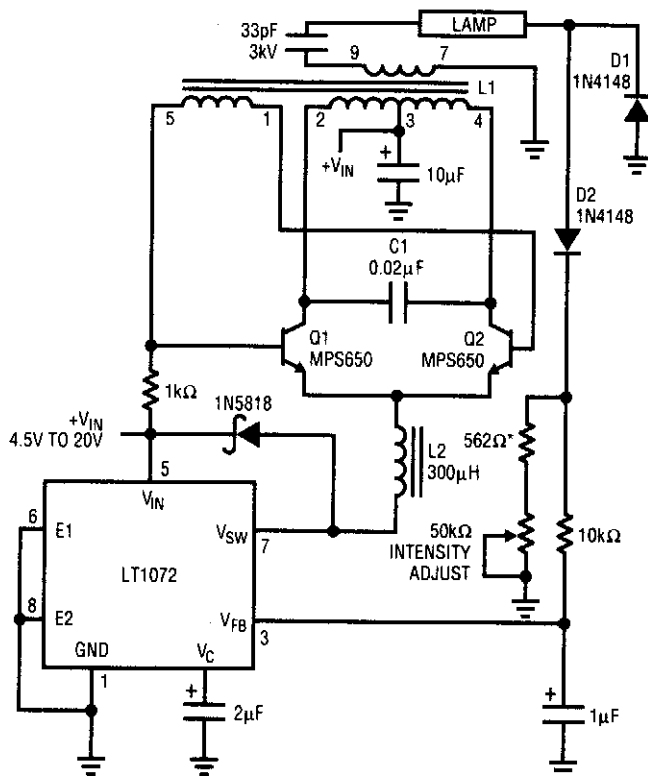 33pF
3kV
LAMP
9
7
D1
1N4148
L1
5
1
2
3
4
+VIN
+
10µF
D2
1N4148
C1
0.02µF
Q1
MPS650
Q2
MPS650
1kΩ
1N5818
+VIN
4.5V TO 20V
L2
300µH
562Ω*
5
VIN
6
E1
VSW
7
50kΩ
INTENSITY
ADJUST
10kΩ
LT1072
8
E2
VFB
3
GND
VC
1
+
2µF
+
1µF